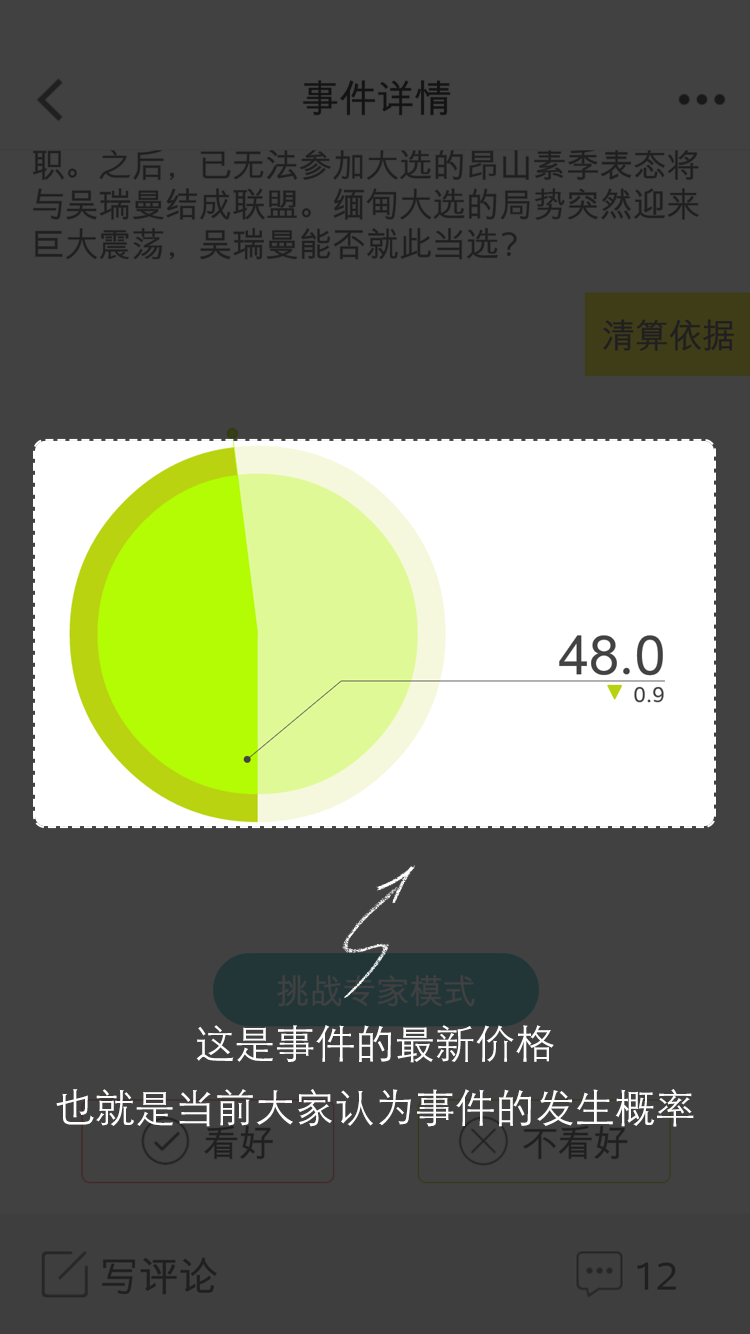 事件详情
职。之后，已无法参加大选的昂山素季表态将
与吴瑞曼结成联盟。缅甸大选的局势突然迎来
巨大震荡，吴瑞曼能否就此当选？
清算依据
48.0
0.9
挑战专家模式
这是事件的最新价格
也就是当前大家认为事件的发生概率
看好
不看好
写评论
12